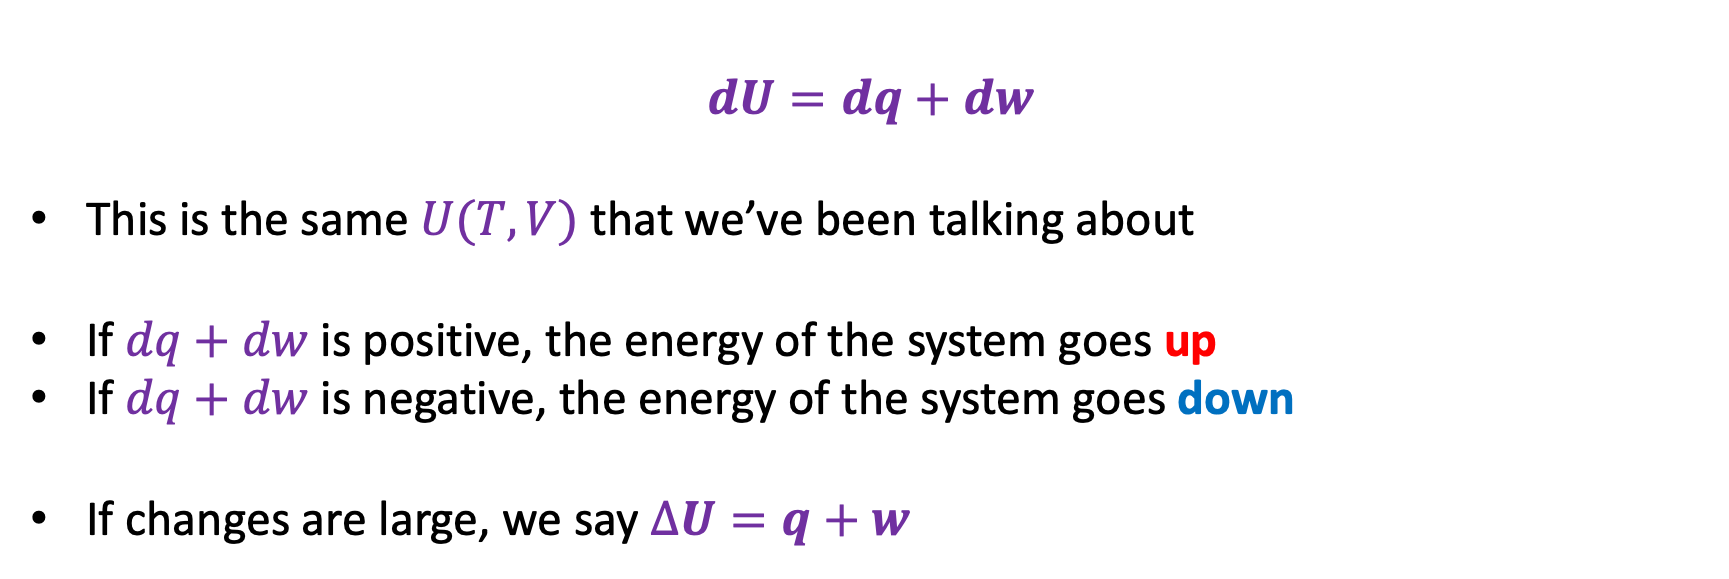 dU = dq + dw
• This is the same U(T, V) that we’ve been talking about
• If dq + dw is positive, the energy of the system goes up
• If dq + dw is negative, the energy of the system goes down
• If changes are large, we say ΔU = q + w